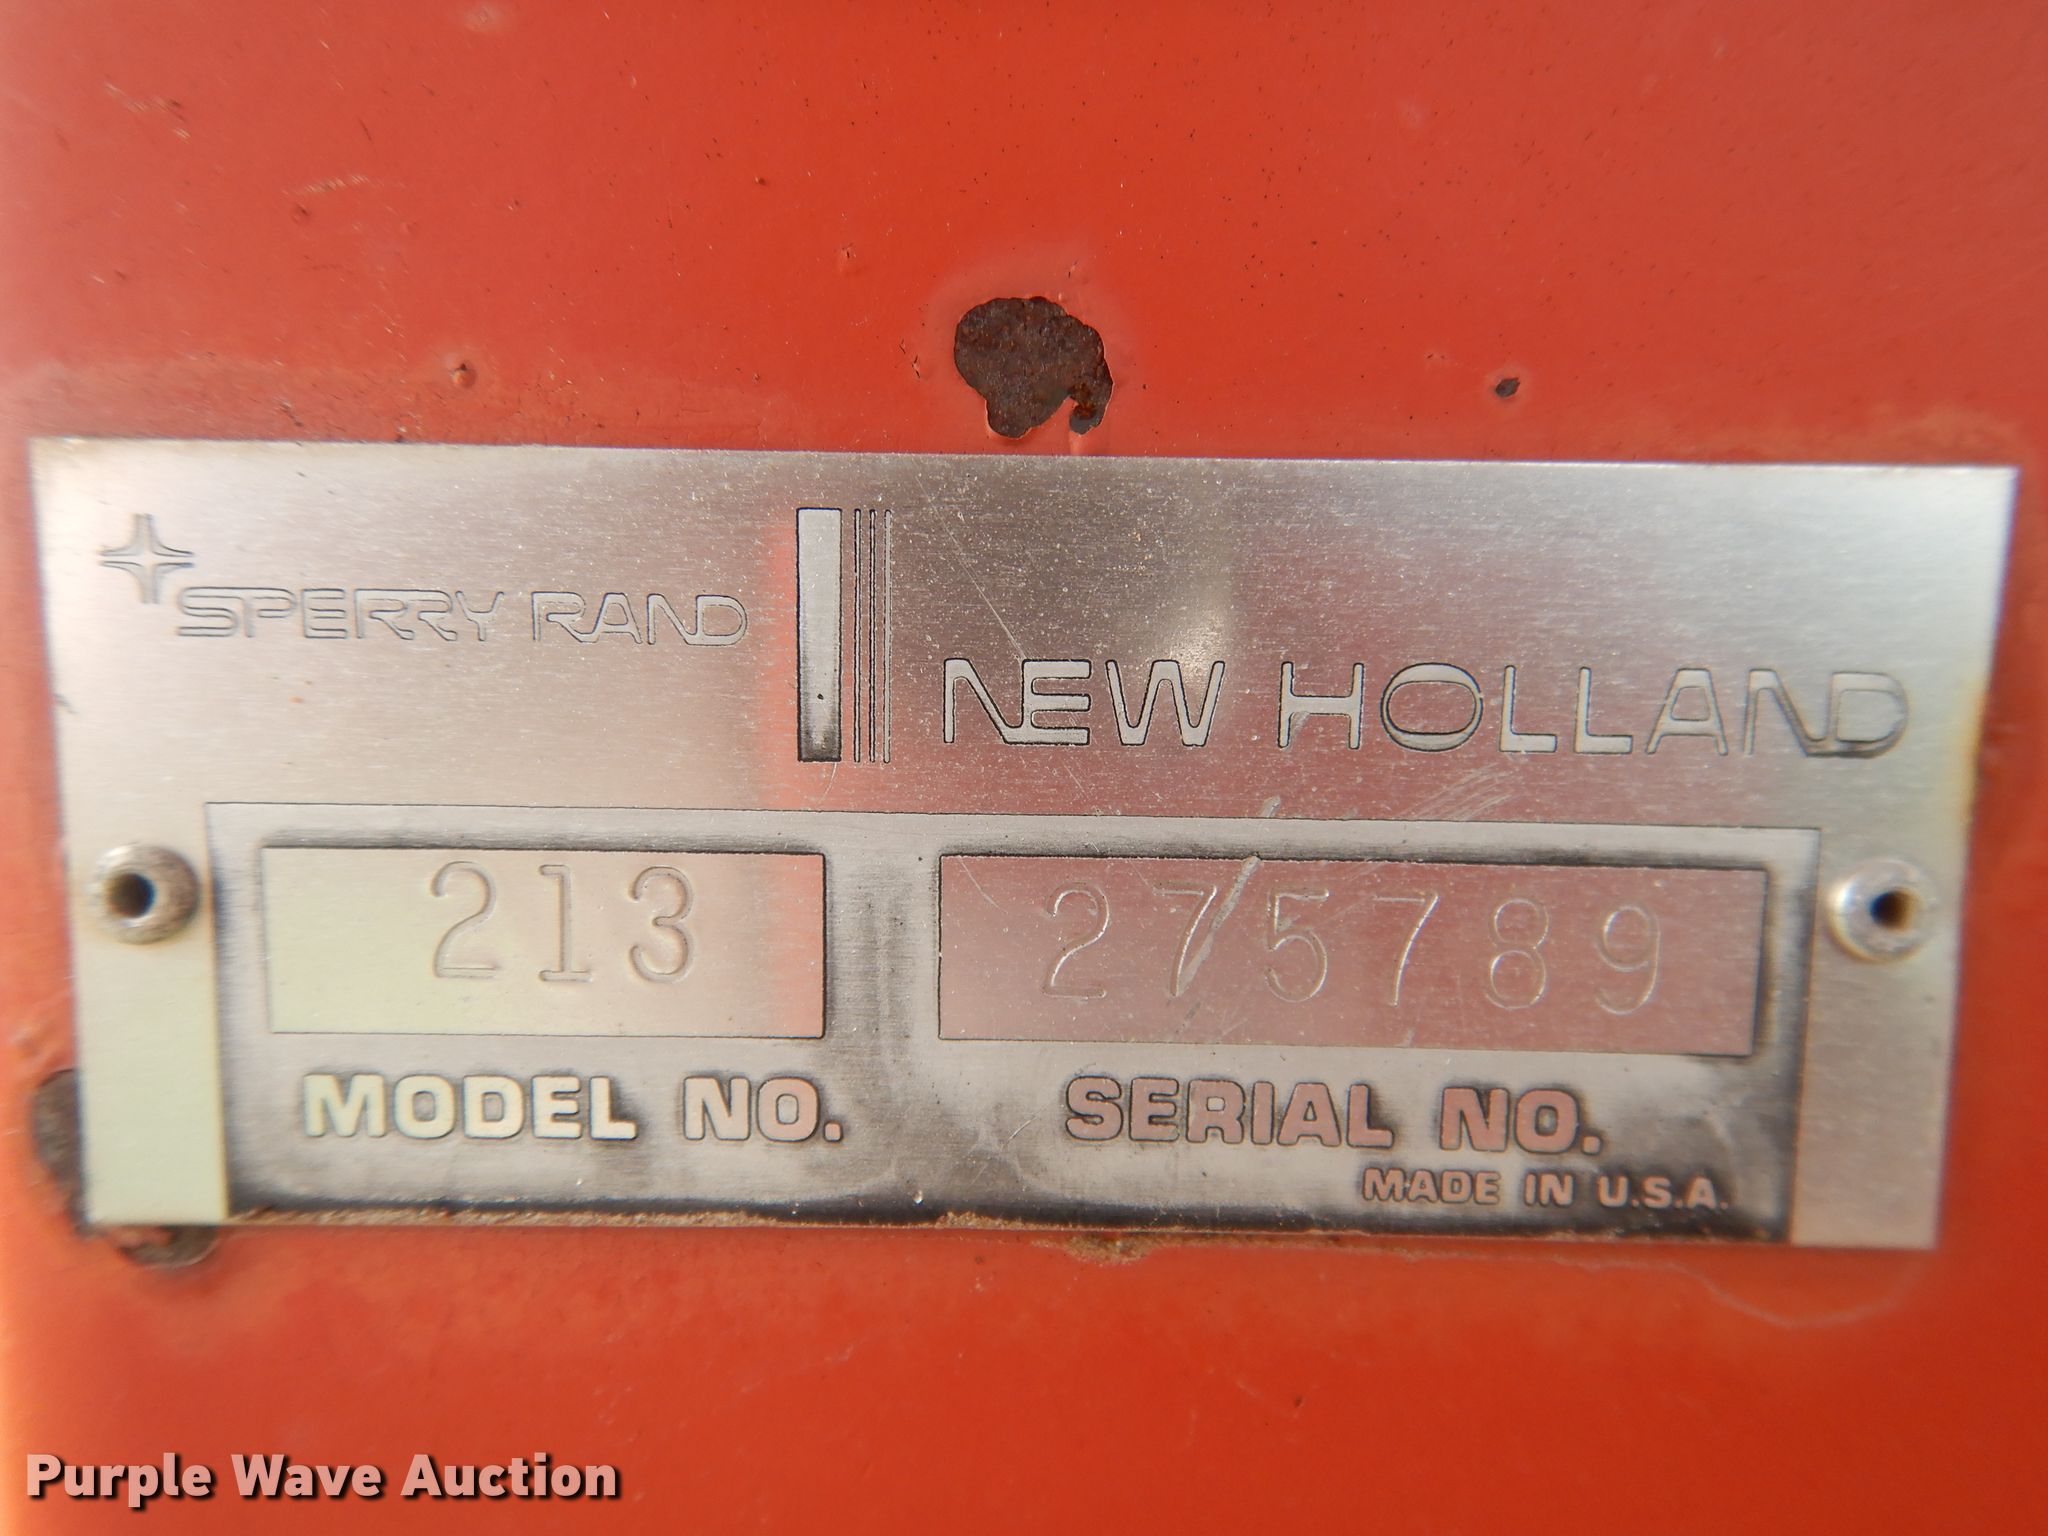 SPERRY RAND
NEW HOLLAND
213
275789
MODEL NO.
SERIAL NO.
MADE IN U.S.A.
Purple Wave Auction